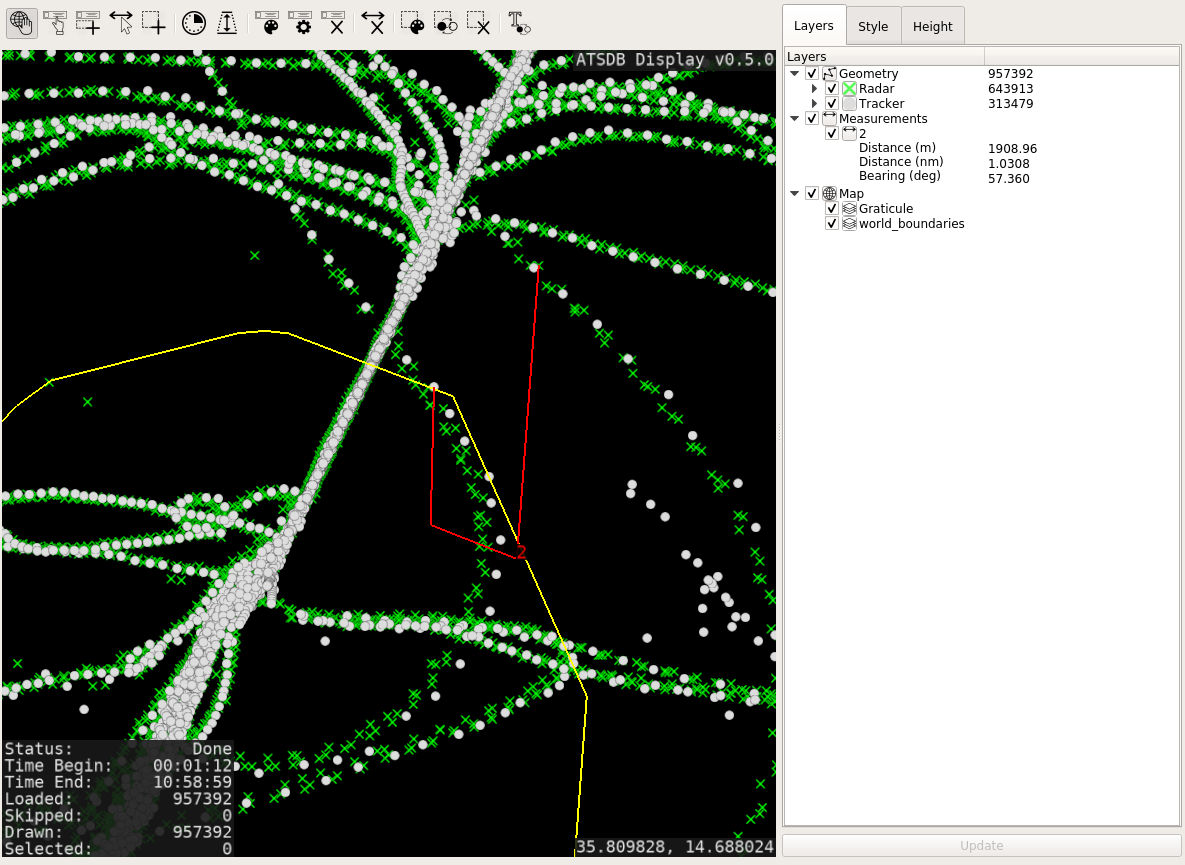 ATSDB Display v0.5.0
2
Status: Done
Time Begin: 00:01:12
Time End: 10:58:59
Loaded: 957392
Skipped: 0
Drawn: 957392
Selected: 0
35.809828, 14.688024
Layers Style Height
Layers
Geometry 957392
Radar 643913
Tracker 313479
Measurements
2
Distance (m) 1908.96
Distance (nm) 1.0308
Bearing (deg) 57.360
Map
Graticule
world_boundaries
Update